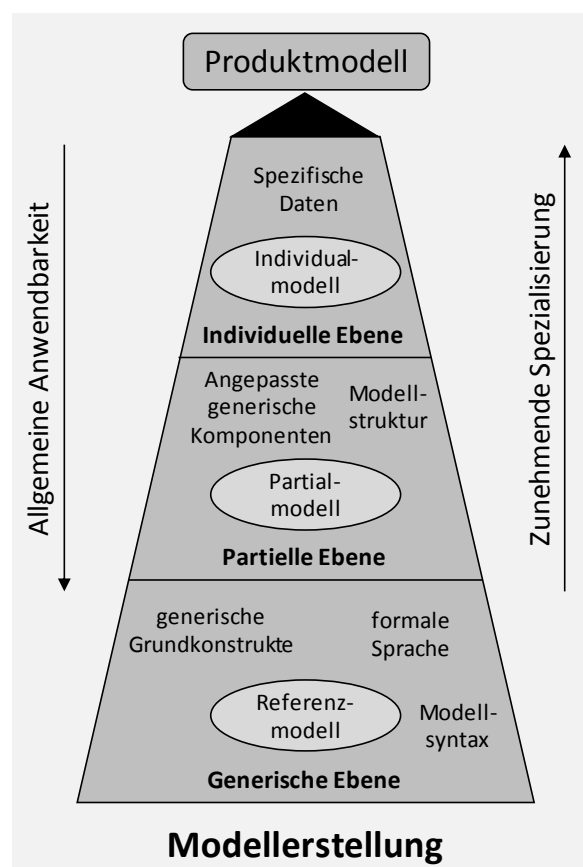 Produktmodell
Allgemeine Anwendbarkeit
Zunehmende Spezialisierung
Spezifische
Daten
Individual-
modell
Individuelle Ebene
Angepasste
generische
Komponenten
Modell-
struktur
Partial-
modell
Partielle Ebene
generische
Grundkonstrukte
formale
Sprache
Referenz-
modell
Modell-
syntax
Generische Ebene
Modellerstellung